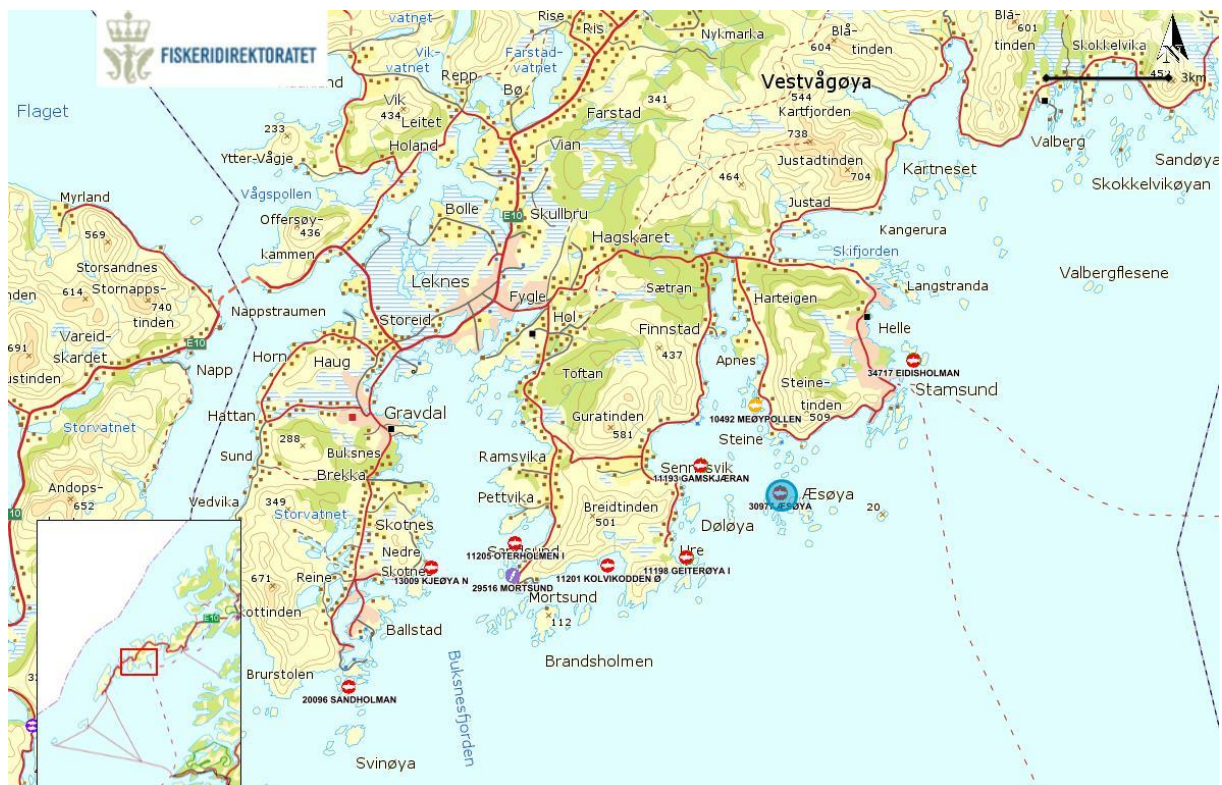 FISKERIDIREKTORATET
vatnet
Vik-
vatnet
Farstad-
vatnet
Rise
Ris
Repp
Bø
Nykmarka
604
Blå-
tinden
Blå-
tinden
601
Skokkelvika
3km
Vestvågøya
544
Kartfjorden
738
Justadtinden
704
464
Flaget
Vik
434
Leitet
Holand
Farstad
341
Vian
233
Ytter-Vågje
Vågspollen
Valberg
Sandøya
Skokkelvikøyan
Kartneset
Myrland
569
Offersøy-
kammen
436
Bolle
E10
Skullbru
Hagskaret
Justad
Kangerura
Skifjorden
Storsandnes
614
Stornapps-
tinden
740
Leknes
Nappstraumen
Fygle
Sætran
Harteigen
Langstranda
Valbergflesene
691
Vareid-
skardet
E10
Napp
Storeid
Hol
Finnstad
Helle
Horn
Haug
437
Apnes
Toftan
34717 EIDISHOLMAN
Stamsund
Steine-
tinden
509
Storvatnet
Hattan
Gravdal
Guratinden
581
10492 MEØYPOLLEN
Steine
288
Sund
Buksnes
Brekka
Ramsvika
Sennesvik
11193 GAMSKJÆRAN
Andops-
652
Vedvika
349
Storvatnet
Pettvika
Breidtinden
501
Æsøya
30977 ÆSØYA
20
10
Skotnes
Døløya
Nedre
Skotnes
Sandsund
11205 OTERHOLMEN I
Ure
671
Reine
13009 KJEØYA N
29516 MORTSUND
11201 KOLVIKODDEN Ø
11198 GEITERØYA I
Mortsund
112
E10
Ballstad
Brandsholmen
Brurstolen
Buksnesfjorden
20096 SANDHOLMAN
Svinøya